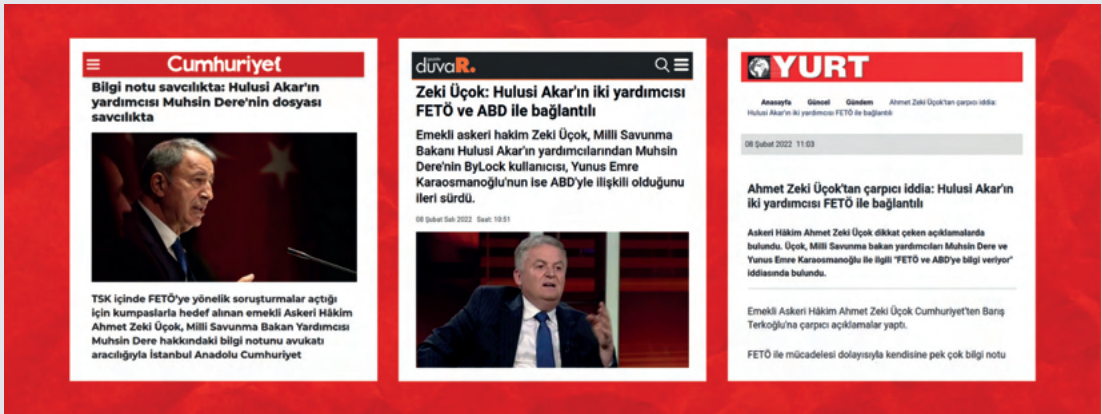 Cumhuriyet
Bilgi notu savcılıkta: Hulusi Akar'ın
yardımcısı Muhsin Dere'nin dosyası
savcılıkta
TSK içinde FETÖ'ye yönelik soruşturmalar açtığı
için kumpaslarla hedef alınan emekli Askeri Hâkim
Ahmet Zeki Üçok, Milli Savunma Bakan Yardımcısı
Muhsin Dere hakkındaki bilgi notunu avukatı
aracılığıyla İstanbul Anadolu Cumhuriyet
gazete
duvaR.
Zeki Üçok: Hulusi Akar'ın iki yardımcısı
FETÖ ve ABD ile bağlantılı
Emekli askeri hakim Zeki Üçok, Milli Savunma
Bakanı Hulusi Akar'ın yardımcılarından Muhsin
Dere'nin ByLock kullanıcısı, Yunus Emre
Karaosmanoğlu'nun ise ABD'yle ilişkili olduğunu
ileri sürdü.
08 Şubat Salı 2022 Saat: 10:51
YURT
Anasayfa Güncel Gündem Ahmet Zeki Üçok'tan çarpıcı iddia:
Hulusi Akar'ın iki yardımcısı FETÖ ile bağlantılı
08 Şubat 2022 11:03
Ahmet Zeki Üçok'tan çarpıcı iddia: Hulusi Akar'ın
iki yardımcısı FETÖ ile bağlantılı
Askeri Hâkim Ahmet Zeki Üçok dikkat çeken açıklamalarda
bulundu. Üçok, Milli Savunma bakan yardımcıları Muhsin Dere ve
Yunus Emre Karaosmanoğlu ile ilgili "FETÖ ve ABD'ye bilgi veriyor"
iddiasında bulundu.
Emekli Askeri Hâkim Ahmet Zeki Üçok Cumhuriyet'ten Barış
Terkoğlu'na çarpıcı açıklamalar yaptı.
FETÖ ile mücadelesi dolayısıyla kendisine pek çok bilgi notu